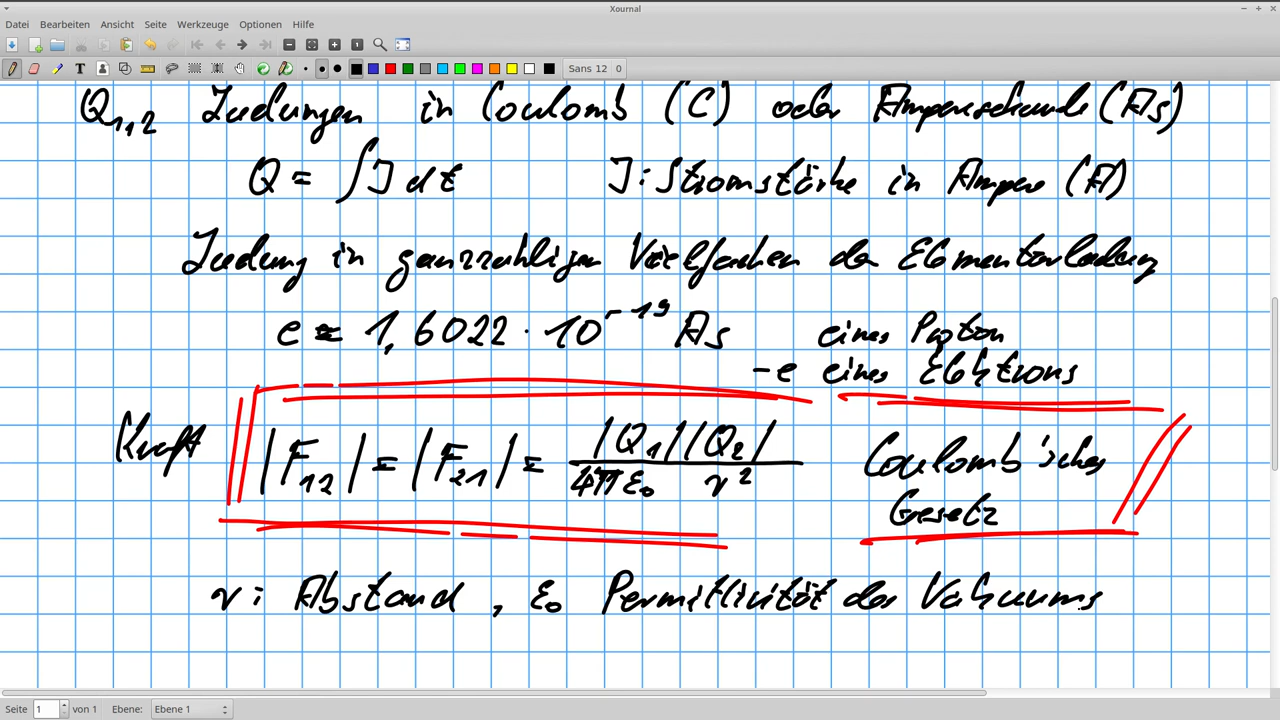 Xournal
Datei Bearbeiten Ansicht Seite Werkzeuge Optionen Hilfe
Sans 12 0
Q₁,₂ Ladungen in Coulomb (C) oder Amperesekunde (As)
Q = ∫ I dt I: Stromstärke in Ampere (A)
Ladung in ganzzahligen Vielfachen der Elementarladung
e ≈ 1,6022 · 10⁻¹⁹ As eines Proton
-e eines Elektrons
Kraft |F₁₂| = |F₂₁| = |Q₁||Q₂| / 4πε₀ r² Coulomb'sches
Gesetz
r: Abstand, ε₀ Permittivität des Vakuums
Seite 1 von 1 Ebene: Ebene 1